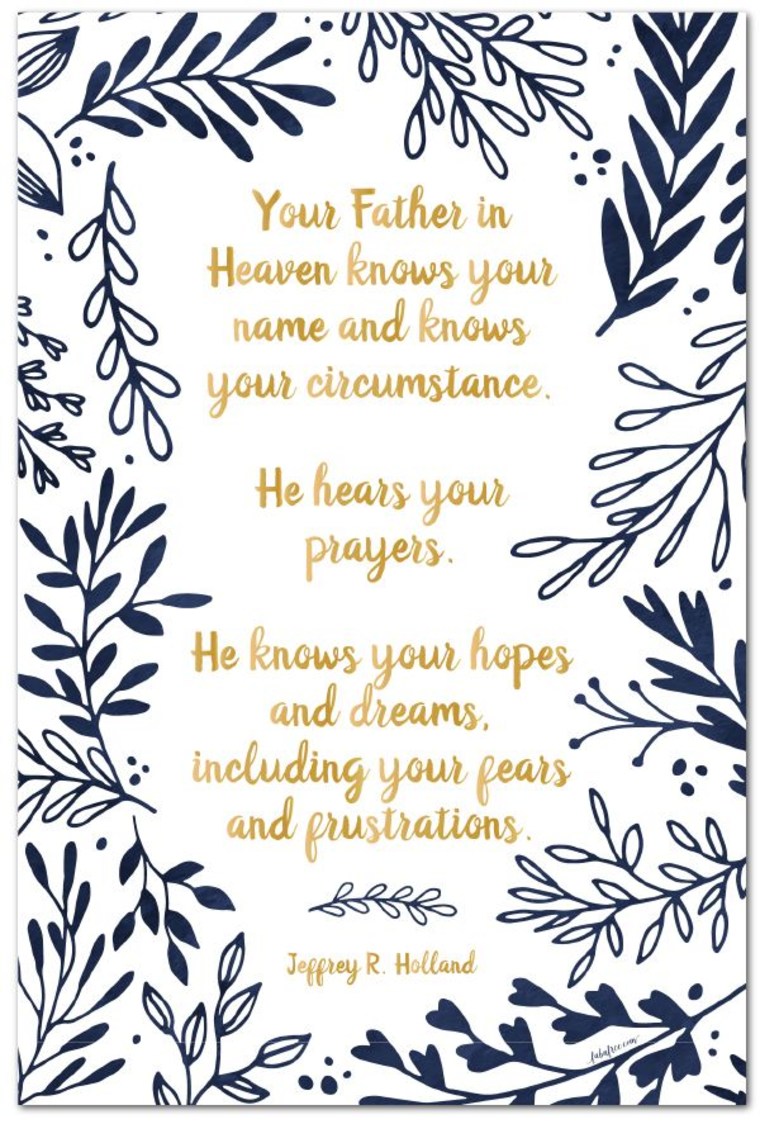 Your Father in
Heaven knows your
name and knows
your circumstance.
He hears your
prayers.
He knows your hopes
and dreams,
including your fears
and frustrations.
Jeffrey R. Holland